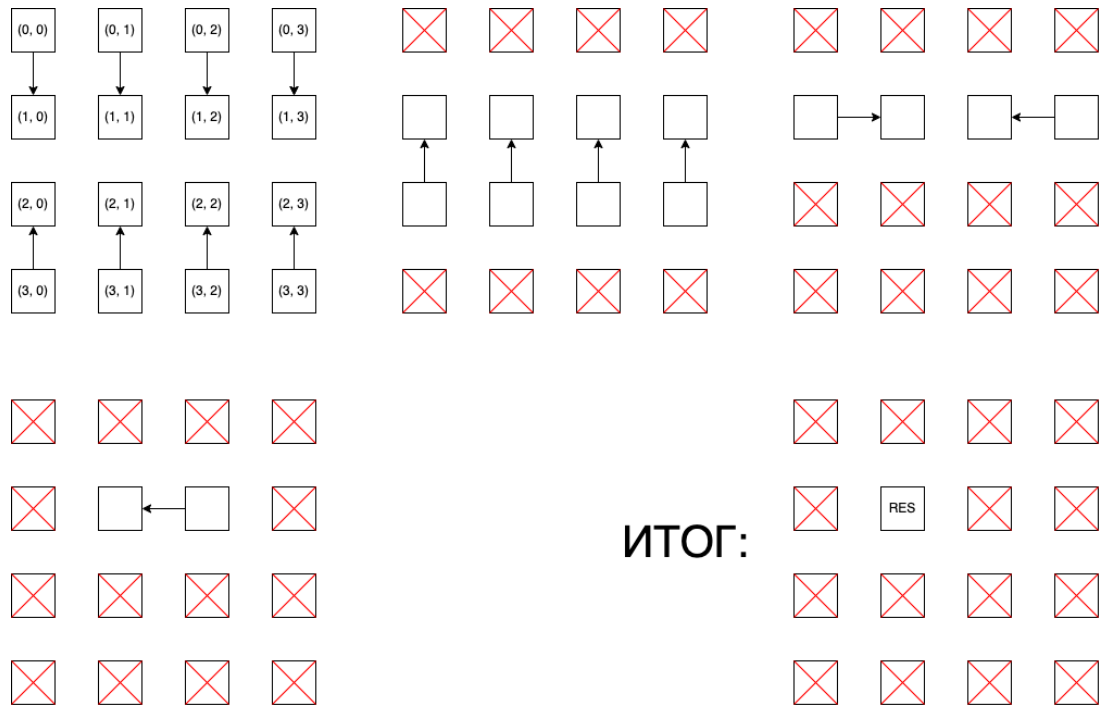 (0, 0) (0, 1) (0, 2) (0, 3)
(1, 0) (1, 1) (1, 2) (1, 3)
(2, 0) (2, 1) (2, 2) (2, 3)
(3, 0) (3, 1) (3, 2) (3, 3)
ИТОГ:
RES